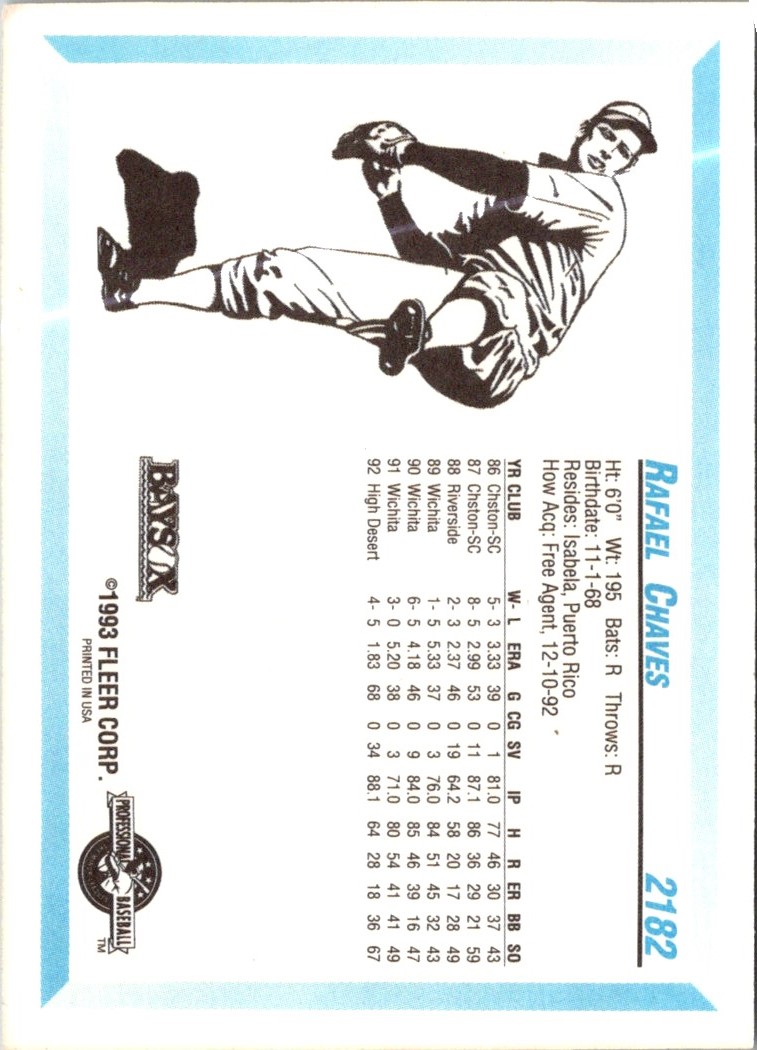 RAFAEL CHAVES 2182
Ht: 6'0" Wt: 195 Bats: R Throws: R
Birthdate: 11-1-68
Resides: Isabela, Puerto Rico
How Acq: Free Agent, 12-10-92
YR CLUB W- L ERA G CG SV IP H R ER BB SO
86 Chston-SC 5- 3 3.33 39 0 1 81.0 77 46 30 37 43
87 Chston-SC 8- 5 2.99 53 0 11 87.1 86 36 29 21 59
88 Riverside 2- 3 2.37 46 0 19 64.2 58 20 17 28 49
89 Wichita 1- 5 5.33 37 0 3 76.0 84 51 45 32 43
90 Wichita 6- 5 4.18 46 0 9 84.0 85 46 39 16 47
91 Wichita 3- 0 5.20 38 0 3 71.0 80 54 41 41 49
92 High Desert 4- 5 1.83 68 0 34 88.1 64 28 18 36 67
BAYSOX
©1993 FLEER CORP.
PRINTED IN USA
PROFESSIONAL BASEBALL TM